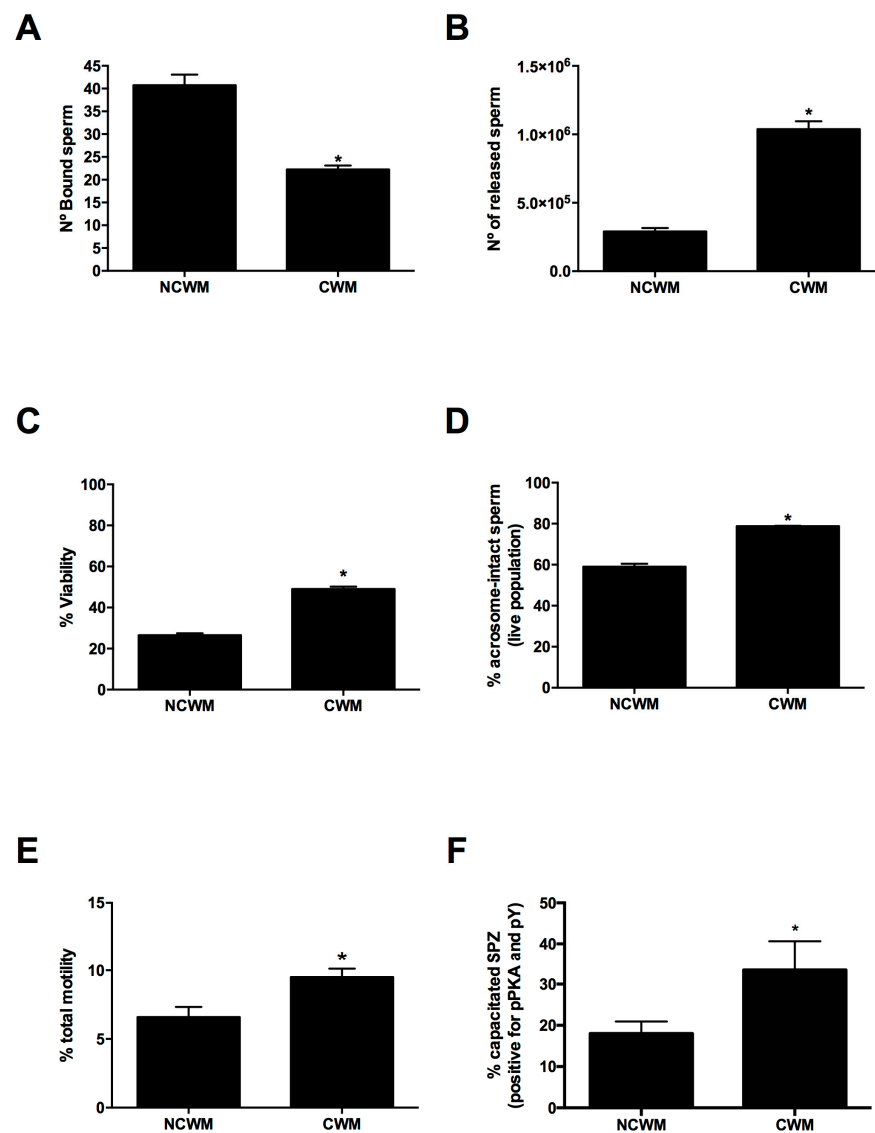 A
Nº Bound sperm
45
40
35
30
25
20
15
10
5
0
*
NCWM
CWM
B
Nº of released sperm
1.5×10⁶
1.0×10⁶
5.0×10⁵
0.0
*
NCWM
CWM
C
% Viability
100
80
60
40
20
0
*
NCWM
CWM
D
% acrosome-intact sperm
(live population)
100
80
60
40
20
0
*
NCWM
CWM
E
% total motility
15
10
5
0
*
NCWM
CWM
F
% capacitated SPZ
(positive for pPKA and pY)
50
40
30
20
10
0
*
NCWM
CWM